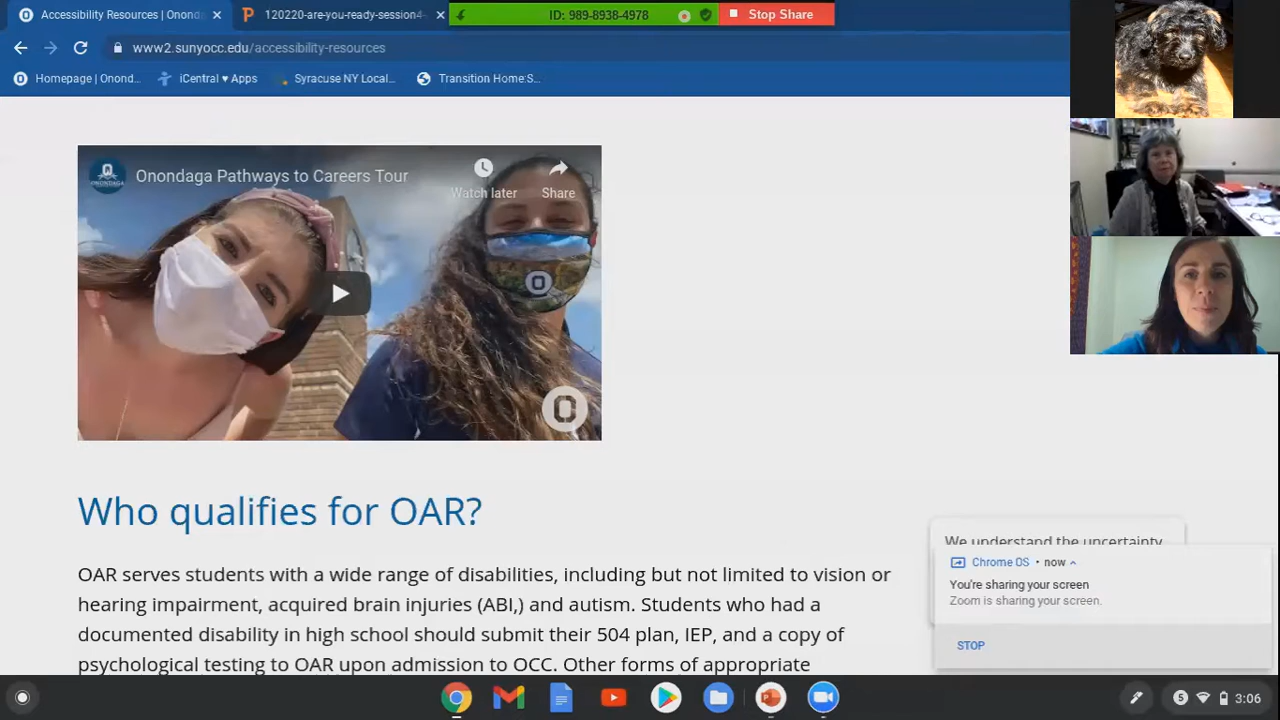 Accessibility Resources | Onond
120220-are-you-ready-session4-
ID: 989-8938-4978
Stop Share
www2.sunyocc.edu/accessibility-resources
Homepage | Onond...
iCentral ♥ Apps
Syracuse NY Local...
Transition Home:S...
ONONDAGA
Onondaga Pathways to Careers Tour
Watch later
Share
Who qualifies for OAR?
OAR serves students with a wide range of disabilities, including but not limited to vision or
hearing impairment, acquired brain injuries (ABI,) and autism. Students who had a
documented disability in high school should submit their 504 plan, IEP, and a copy of
psychological testing to OAR upon admission to OCC. Other forms of appropriate
We understand the uncertainty
Chrome OS • now
You're sharing your screen
Zoom is sharing your screen.
STOP
5
3:06